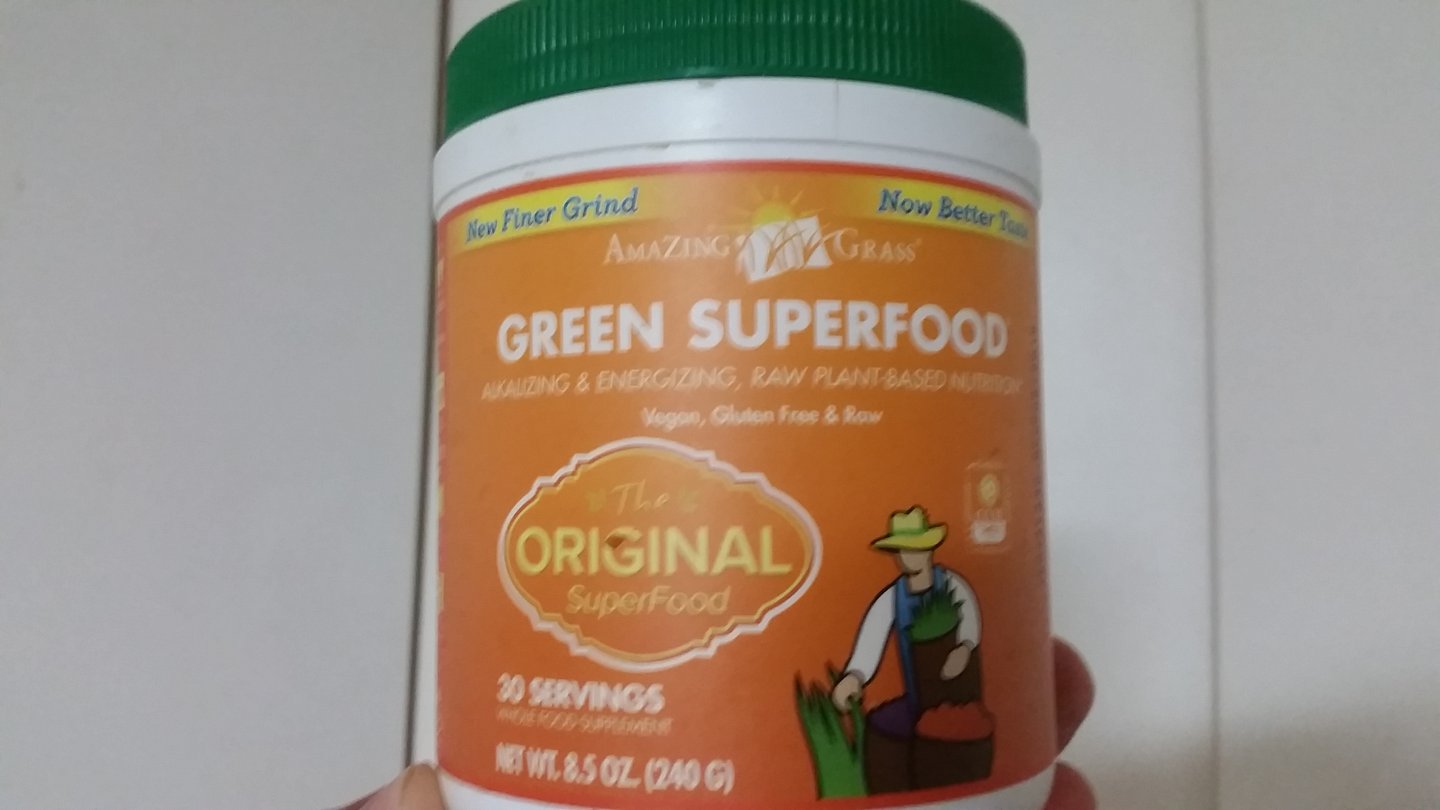 New Finer Grind
Now Better Taste
AMAZING GRASS
GREEN SUPERFOOD
ALKALIZING & ENERGIZING, RAW PLANT-BASED NUTRITION
Vegan, Gluten Free & Raw
The
ORIGINAL
SuperFood
30 SERVINGS
WHOLE FOOD SUPPLEMENT
NET WT. 8.5 OZ. (240 G)